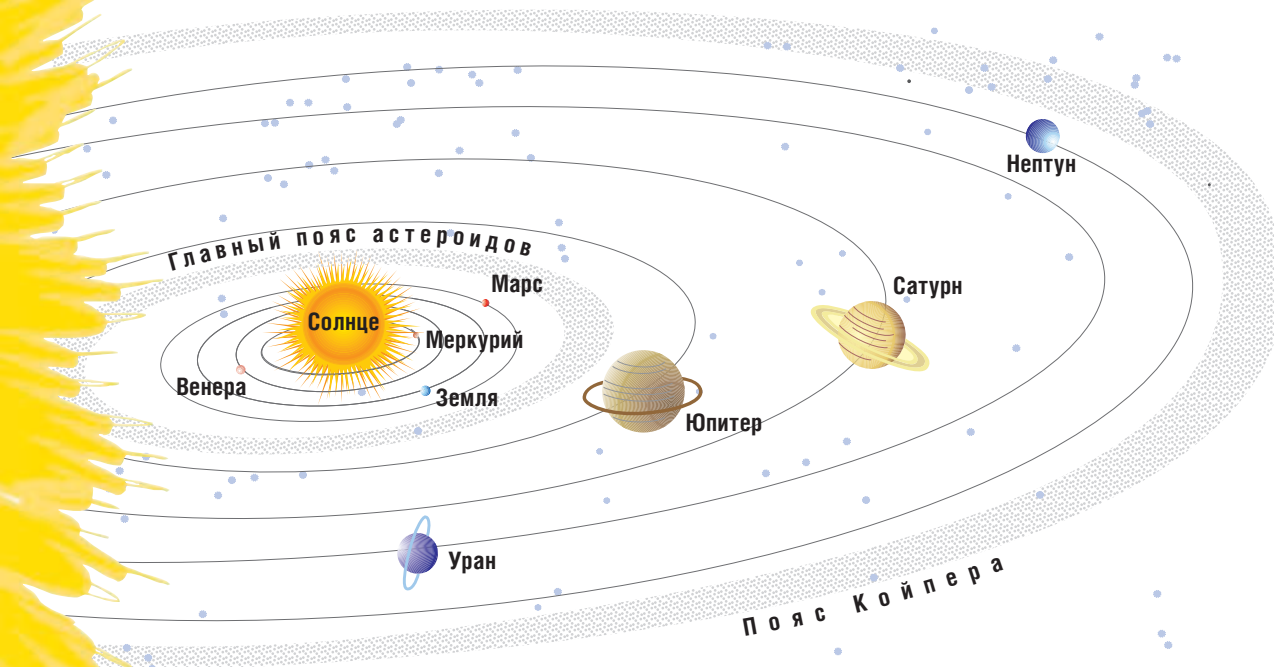 Нептун
Главный пояс астероидов
Марс
Сатурн
Солнце
Меркурий
Венера
Земля
Юпитер
Уран
Пояс Койпера